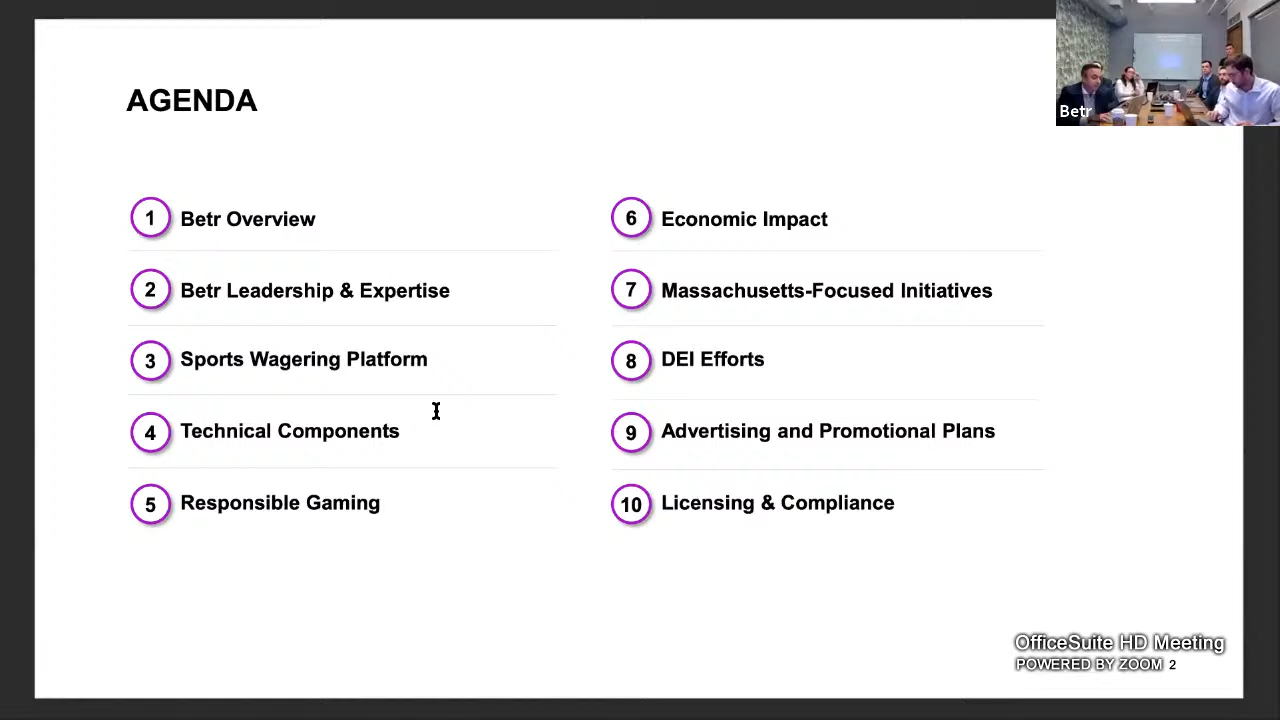 AGENDA
Betr
1 Betr Overview
2 Betr Leadership & Expertise
3 Sports Wagering Platform
4 Technical Components
5 Responsible Gaming
6 Economic Impact
7 Massachusetts-Focused Initiatives
8 DEI Efforts
9 Advertising and Promotional Plans
10 Licensing & Compliance
OfficeSuite HD Meeting
POWERED BY ZOOM 2